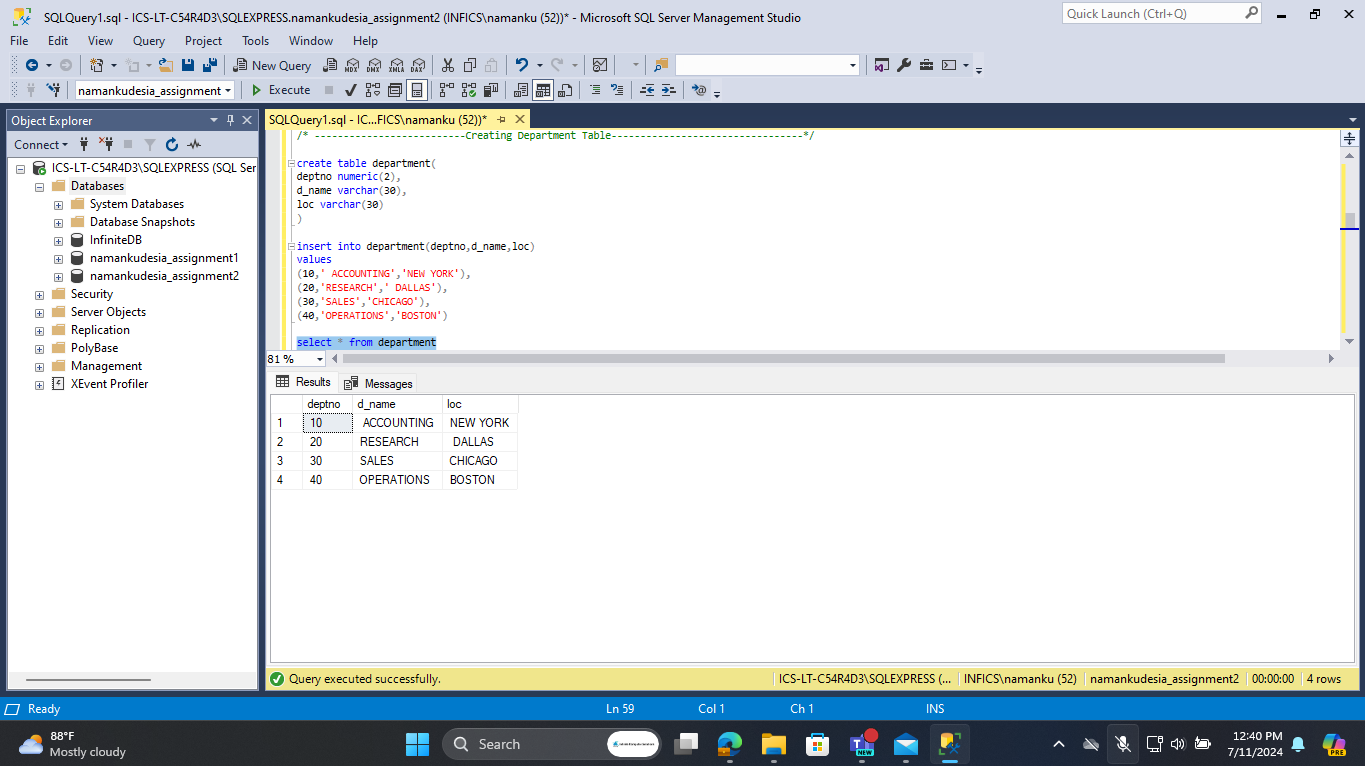 SQLQuery1.sql - ICS-LT-C54R4D3\SQLEXPRESS.namankudesia_assignment2 (INFICS\namanku (52))* - Microsoft SQL Server Management Studio
Quick Launch (Ctrl+Q)
File Edit View Query Project Tools Window Help
New Query MDX DMX XMLA DAX
namankudesia_assignment Execute
Object Explorer
SQLQuery1.sql - IC...FICS\namanku (52))*
Connect
ICS-LT-C54R4D3\SQLEXPRESS (SQL Ser
Databases
System Databases
Database Snapshots
InfiniteDB
namankudesia_assignment1
namankudesia_assignment2
Security
Server Objects
Replication
PolyBase
Management
XEvent Profiler
/* --------------------------Creating Department Table---------------------------------*/
create table department(
deptno numeric(2),
d_name varchar(30),
loc varchar(30)
)
insert into department(deptno,d_name,loc)
values
(10,' ACCOUNTING','NEW YORK'),
(20,'RESEARCH',' DALLAS'),
(30,'SALES','CHICAGO'),
(40,'OPERATIONS','BOSTON')
select * from department
81 %
Results Messages
deptno d_name loc
1 10 ACCOUNTING NEW YORK
2 20 RESEARCH DALLAS
3 30 SALES CHICAGO
4 40 OPERATIONS BOSTON
Query executed successfully. ICS-LT-C54R4D3\SQLEXPRESS (... INFICS\namanku (52) namankudesia_assignment2 00:00:00 4 rows
Ready Ln 59 Col 1 Ch 1 INS
88°F
Mostly cloudy
Search
NEW
12:40 PM
7/11/2024
PRE